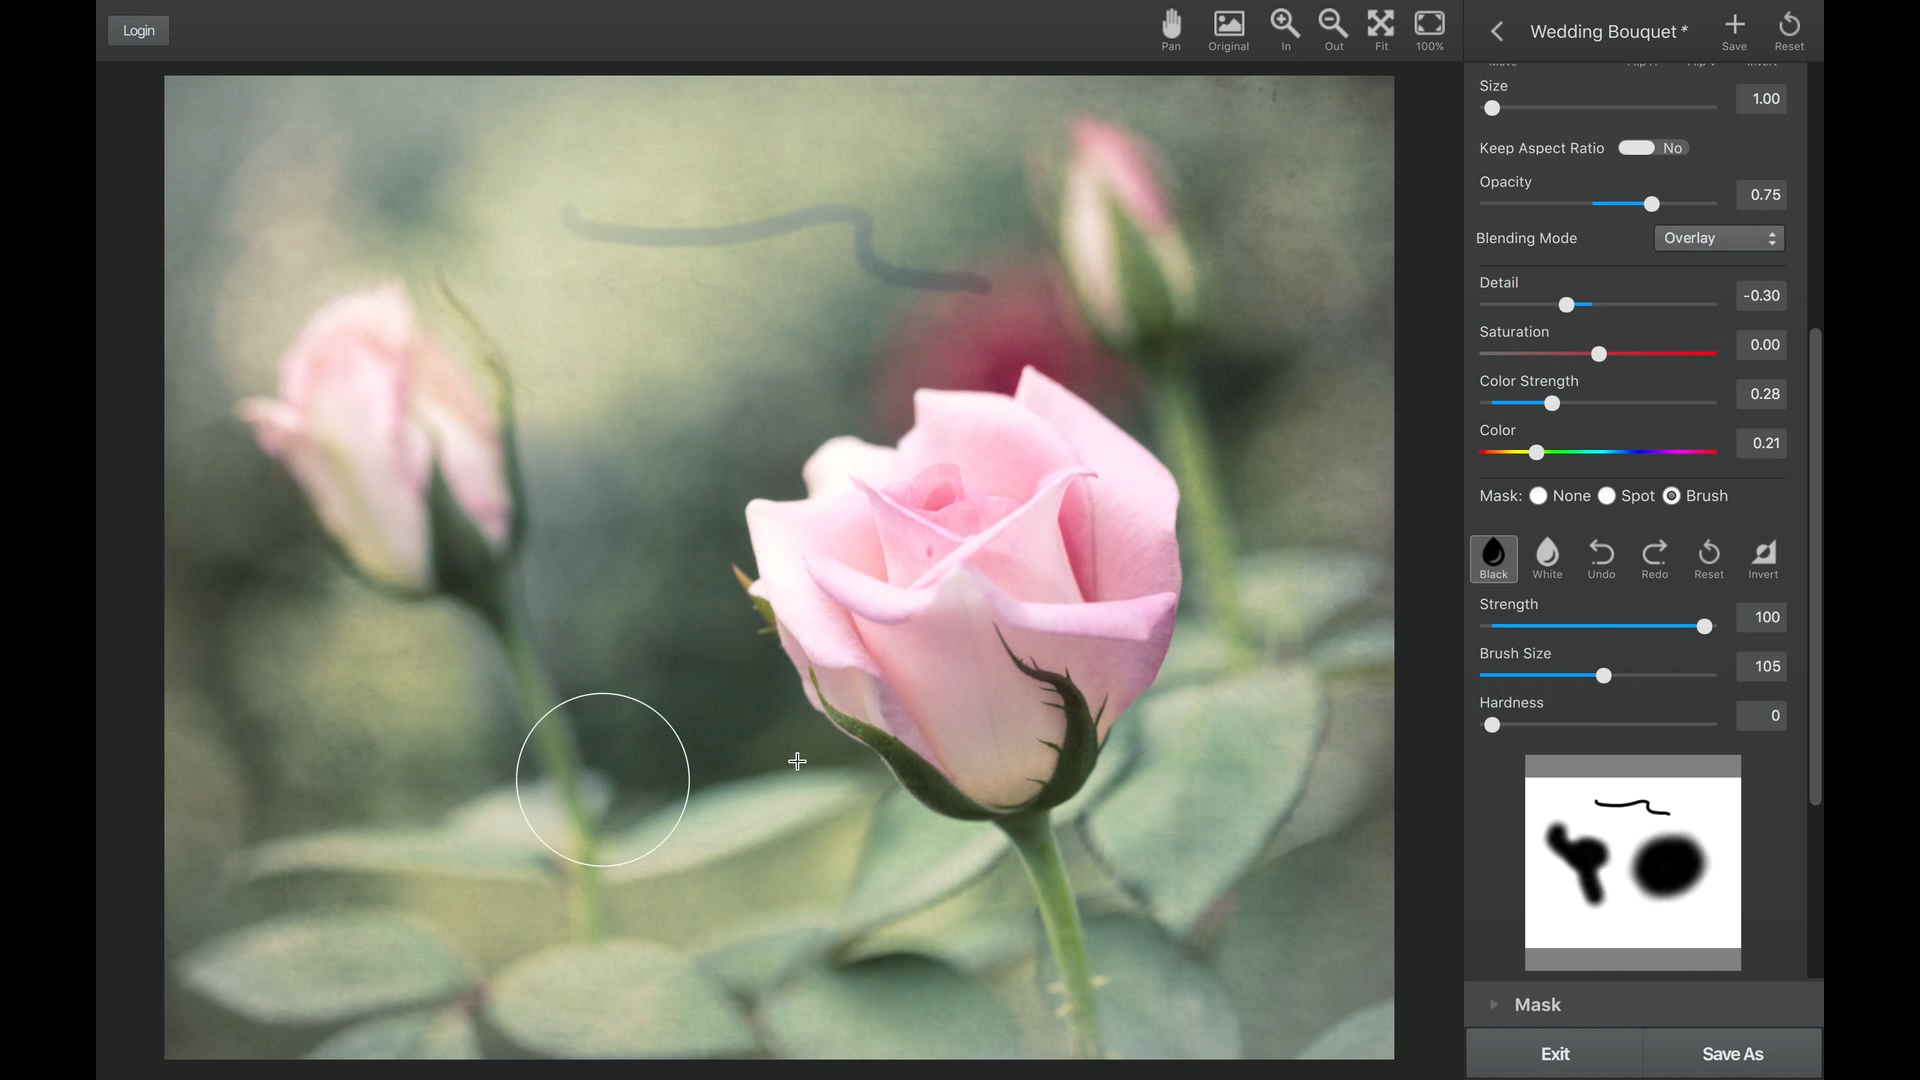 Login
Pan
Original
In
Out
Fit
100%
Wedding Bouquet *
Save
Reset
Size
1.00
Keep Aspect Ratio
No
Opacity
0.75
Blending Mode
Overlay
Detail
-0.30
Saturation
0.00
Color Strength
0.28
Color
0.21
Mask: None Spot Brush
Black
White
Undo
Redo
Reset
Invert
Strength
100
Brush Size
105
Hardness
0
Mask
Exit
Save As